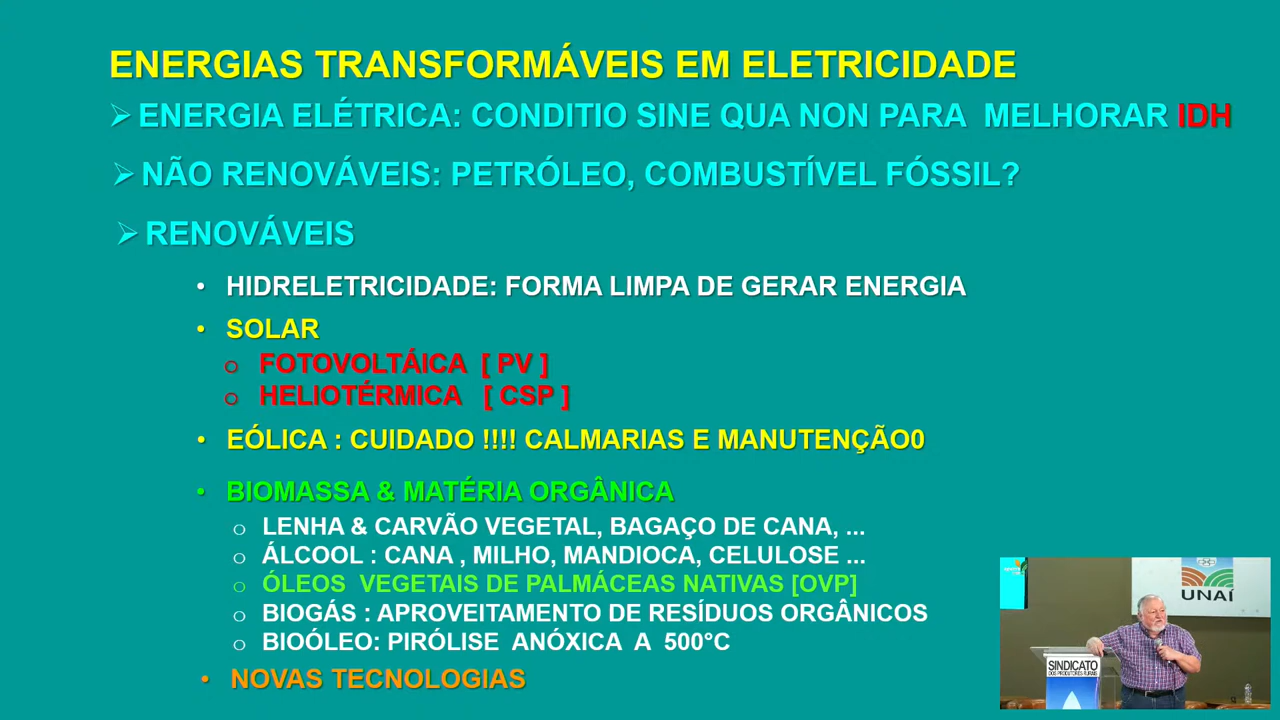 ENERGIAS TRANSFORMÁVEIS EM ELETRICIDADE
ENERGIA ELÉTRICA: CONDITIO SINE QUA NON PARA MELHORAR IDH
NÃO RENOVÁVEIS: PETRÓLEO, COMBUSTÍVEL FÓSSIL?
RENOVÁVEIS
• HIDRELETRICIDADE: FORMA LIMPA DE GERAR ENERGIA
• SOLAR
o FOTOVOLTÁICA [ PV ]
o HELIOTÉRMICA [ CSP ]
• EÓLICA : CUIDADO !!!! CALMARIAS E MANUTENÇÃO0
• BIOMASSA & MATÉRIA ORGÂNICA
o LENHA & CARVÃO VEGETAL, BAGAÇO DE CANA, ...
o ÁLCOOL : CANA , MILHO, MANDIOCA, CELULOSE ...
o ÓLEOS VEGETAIS DE PALMÁCEAS NATIVAS [OVP]
o BIOGÁS : APROVEITAMENTO DE RESÍDUOS ORGÂNICOS
o BIOÓLEO: PIRÓLISE ANÓXICA A 500°C
• NOVAS TECNOLOGIAS
UNAÍ
SINDICATO
DOS PRODUTORES RURAIS